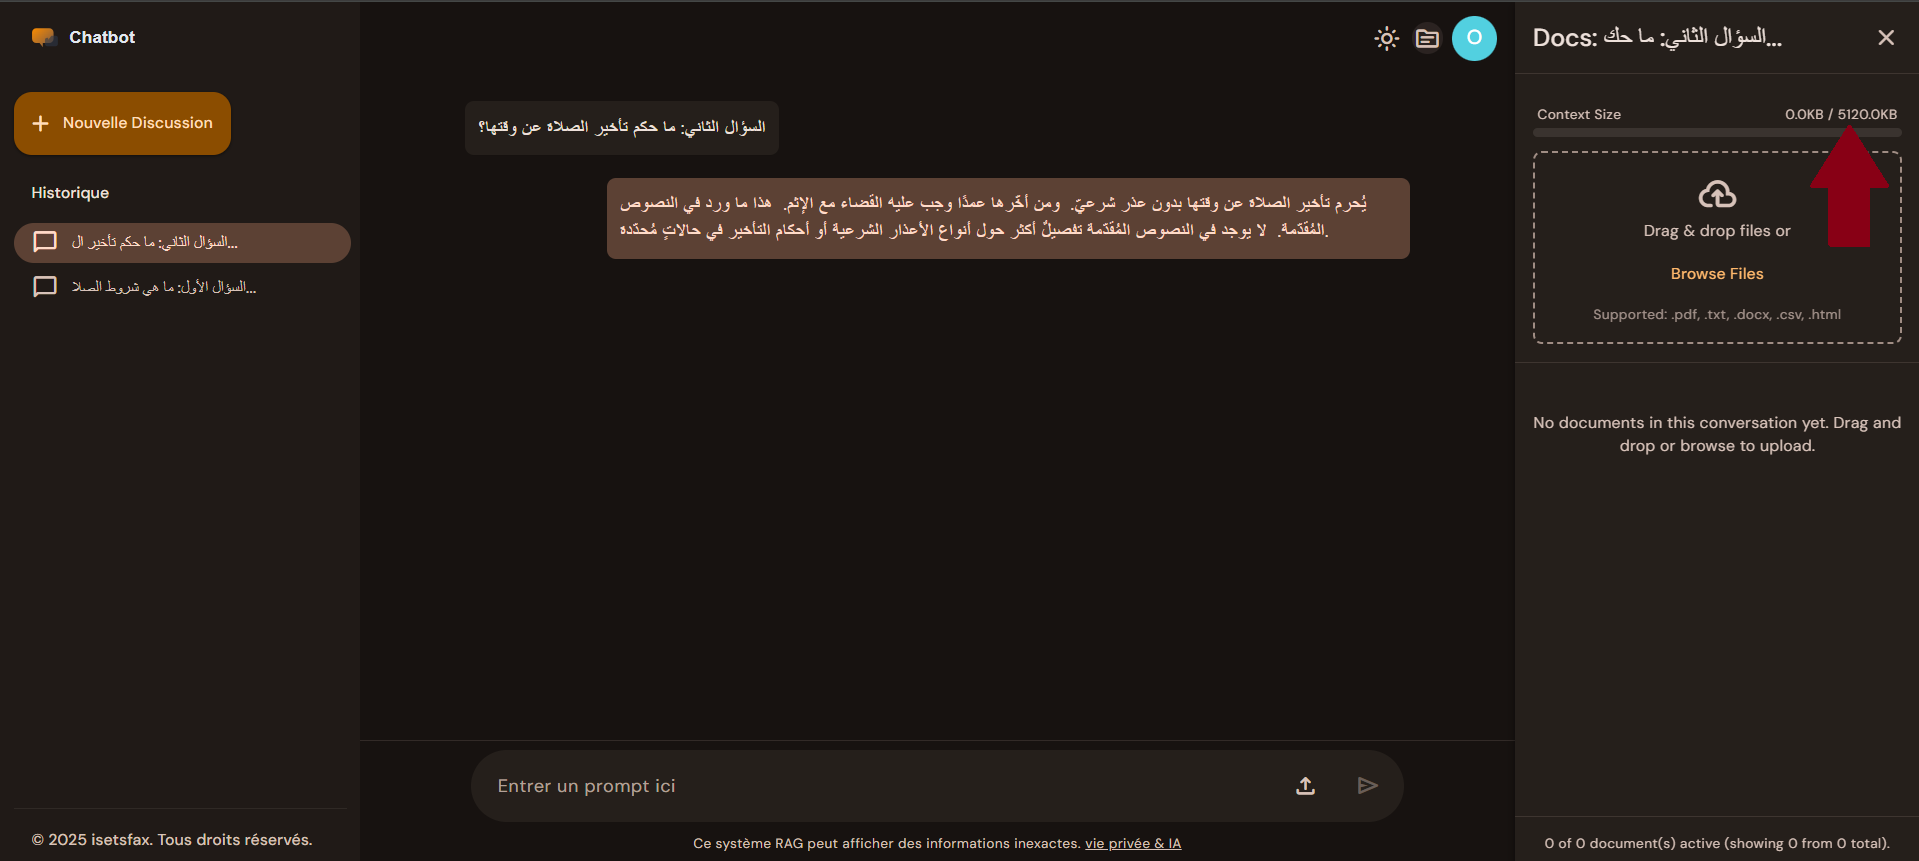 Chatbot
Nouvelle Discussion
Historique
السؤال الثاني: ما حكم تأخير ال...
السؤال الأول: ما هي شروط الصلا...
السؤال الثاني: ما حكم تأخير الصلاة عن وقتها؟
يُحرم تأخير الصلاة عن وقتها بدون عذر شرعيّ. ومن أخّرها عمدًا وجب عليه القضاء مع الإثم. هذا ما ورد في النصوص
المُقدّمة. لا يوجد في النصوص المُقدّمة تفصيلٌ أكثر حول أنواع الأعذار الشرعية أو أحكام التأخير في حالاتٍ مُحدّدة.
Entrer un prompt ici
Ce système RAG peut afficher des informations inexactes. vie privée & IA
© 2025 isetsfax. Tous droits réservés.
O
Docs: السؤال الثاني: ما حك...
Context Size 0.0KB / 5120.0KB
Drag & drop files or
Browse Files
Supported: .pdf, .txt, .docx, .csv, .html
No documents in this conversation yet. Drag and
drop or browse to upload.
0 of 0 document(s) active (showing 0 from 0 total).